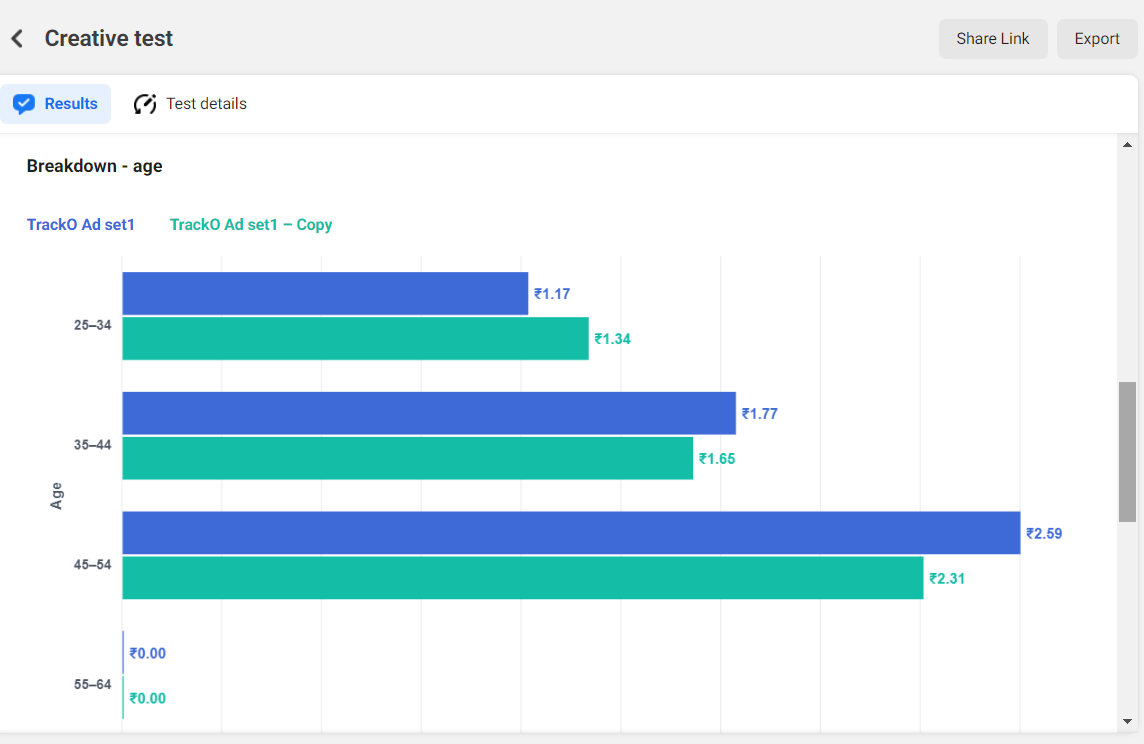 Creative test
Share Link
Export
Results
Test details
Breakdown - age
TrackO Ad set1
TrackO Ad set1 – Copy
Age
25–34
₹1.17
₹1.34
35–44
₹1.77
₹1.65
45–54
₹2.59
₹2.31
55–64
₹0.00
₹0.00